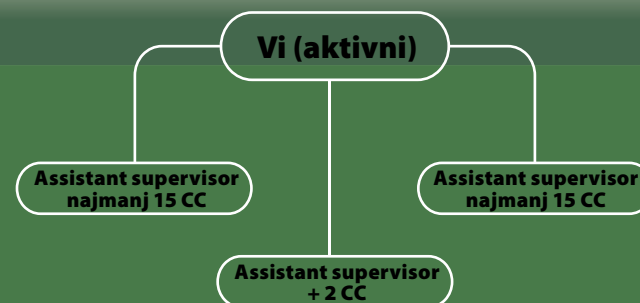 Vi (aktivni)
Assistant supervisor
najmanj 15 CC
Assistant supervisor
najmanj 15 CC
Assistant supervisor
+ 2 CC